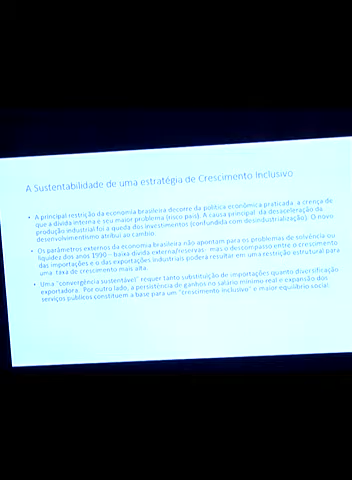 A Sustentabilidade de uma estratégia de Crescimento Inclusivo
• A principal restrição da economia brasileira decorre da política econômica praticada a crença de
que a dívida interna é seu maior problema (risco país). A causa principal da desaceleração da
produção industrial foi a queda dos investimentos (confundida com desindustrialização). O novo
desenvolvimentismo atribui ao câmbio.
• Os parâmetros externos da economia brasileira não apontam para os problemas de solvência ou
liquidez dos anos 1990 – baixa dívida externa/reservas - mas o descompasso entre o crescimento
das importações e o das exportações industriais poderá resultar em uma restrição estrutural para
uma taxa de crescimento mais alta.
• Uma "convergência sustentável" requer tanto substituição de importações quanto diversificação
exportadora. Por outro lado, a persistência de ganhos no salário mínimo real e expansão dos
serviços públicos constituem a base para um "crescimento inclusivo" e maior equilíbrio social.